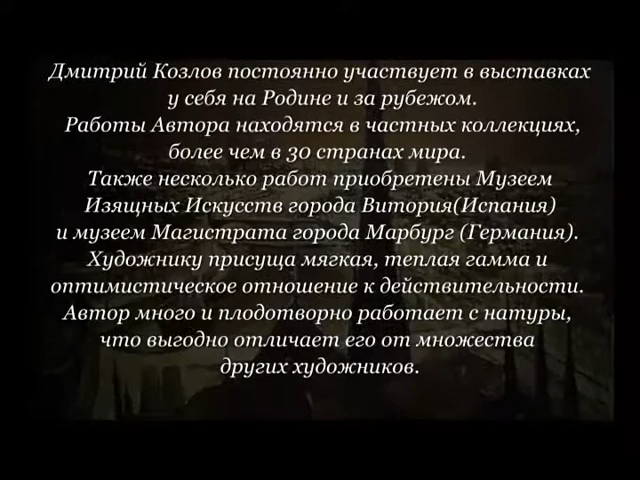 Дмитрий Козлов постоянно участвует в выставках
у себя на Родине и за рубежом.
Работы Автора находятся в частных коллекциях,
более чем в 30 странах мира.
Также несколько работ приобретены Музеем
Изящных Искусств города Витория(Испания)
и музеем Магистрата города Марбург (Германия).
Художнику присуща мягкая, теплая гамма и
оптимистическое отношение к действительности.
Автор много и плодотворно работает с натуры,
что выгодно отличает его от множества
других художников.